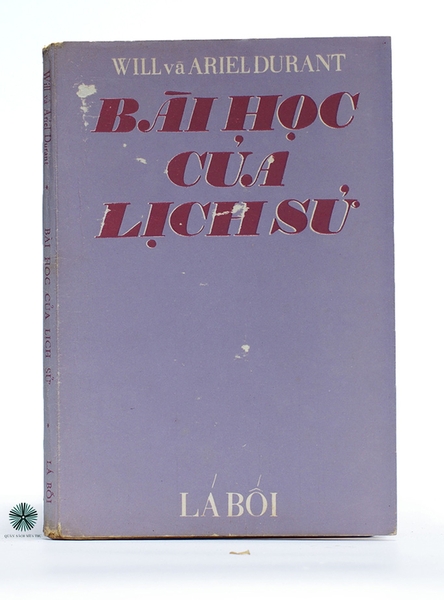 WILL và ARIEL DURANT
BÀI HỌC
CỦA
LỊCH SỬ
LÁ BỐI
Will và Ariel Durant • BÀI HỌC CỦA LỊCH SỬ • LÁ BỐI